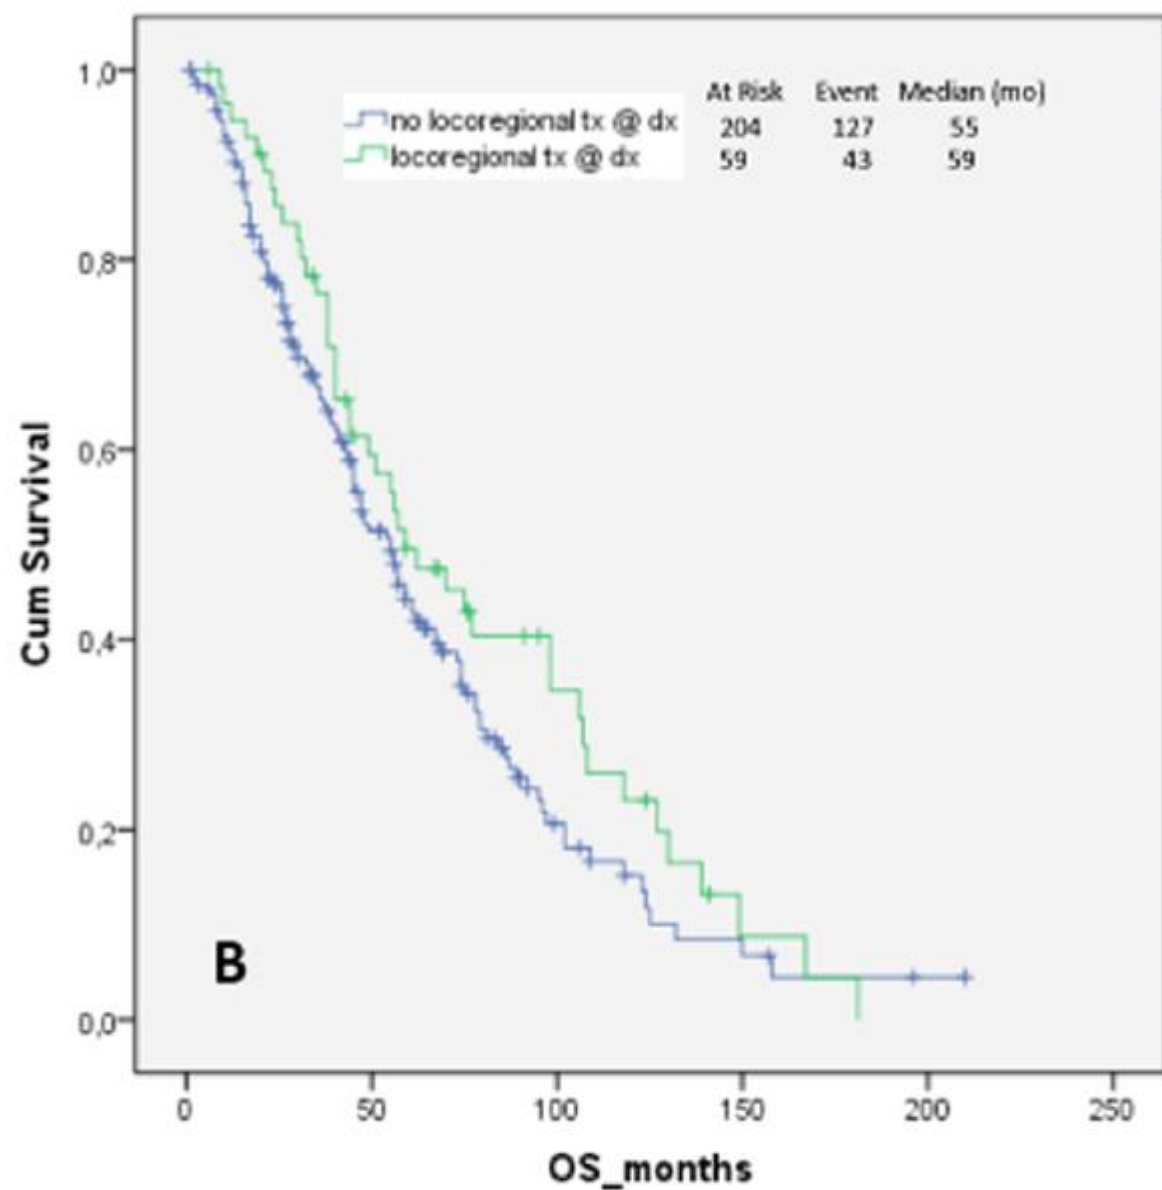 At Risk Event Median (mo)
no locoregional tx @ dx 204 127 55
locoregional tx @ dx 59 43 59
1,0
0,8
0,6
0,4
0,2
0,0
Cum Survival
B
0 50 100 150 200 250
OS_months